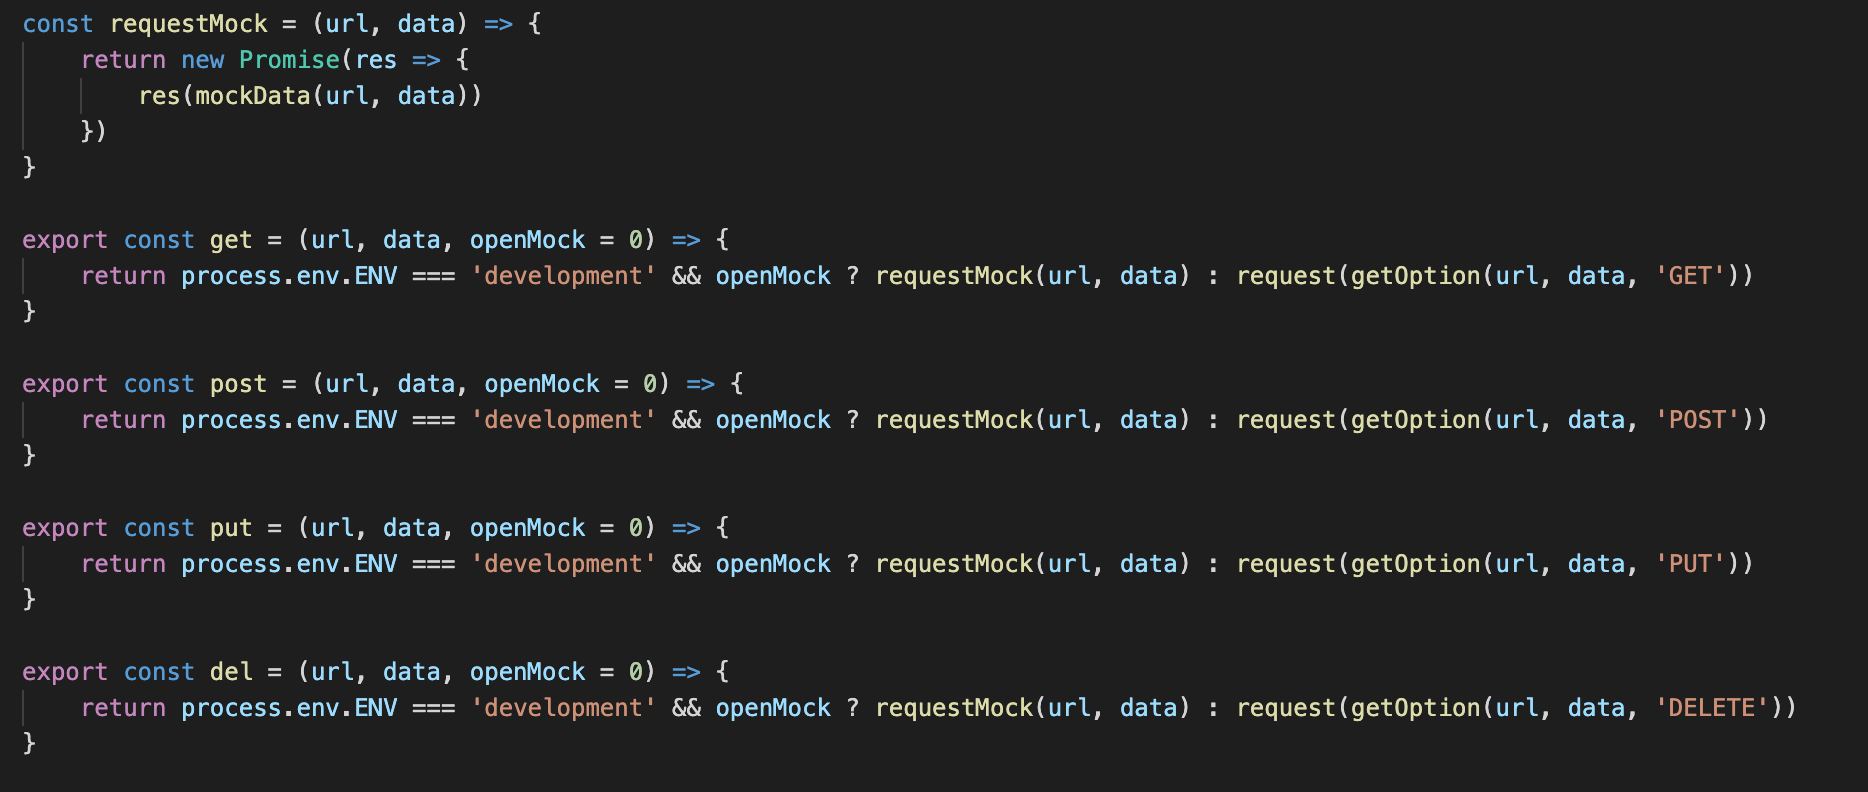 const requestMock = (url, data) => {
    return new Promise(res => {
        res(mockData(url, data))
    })
}

export const get = (url, data, openMock = 0) => {
    return process.env.ENV === 'development' && openMock ? requestMock(url, data) : request(getOption(url, data, 'GET'))
}

export const post = (url, data, openMock = 0) => {
    return process.env.ENV === 'development' && openMock ? requestMock(url, data) : request(getOption(url, data, 'POST'))
}

export const put = (url, data, openMock = 0) => {
    return process.env.ENV === 'development' && openMock ? requestMock(url, data) : request(getOption(url, data, 'PUT'))
}

export const del = (url, data, openMock = 0) => {
    return process.env.ENV === 'development' && openMock ? requestMock(url, data) : request(getOption(url, data, 'DELETE'))
}